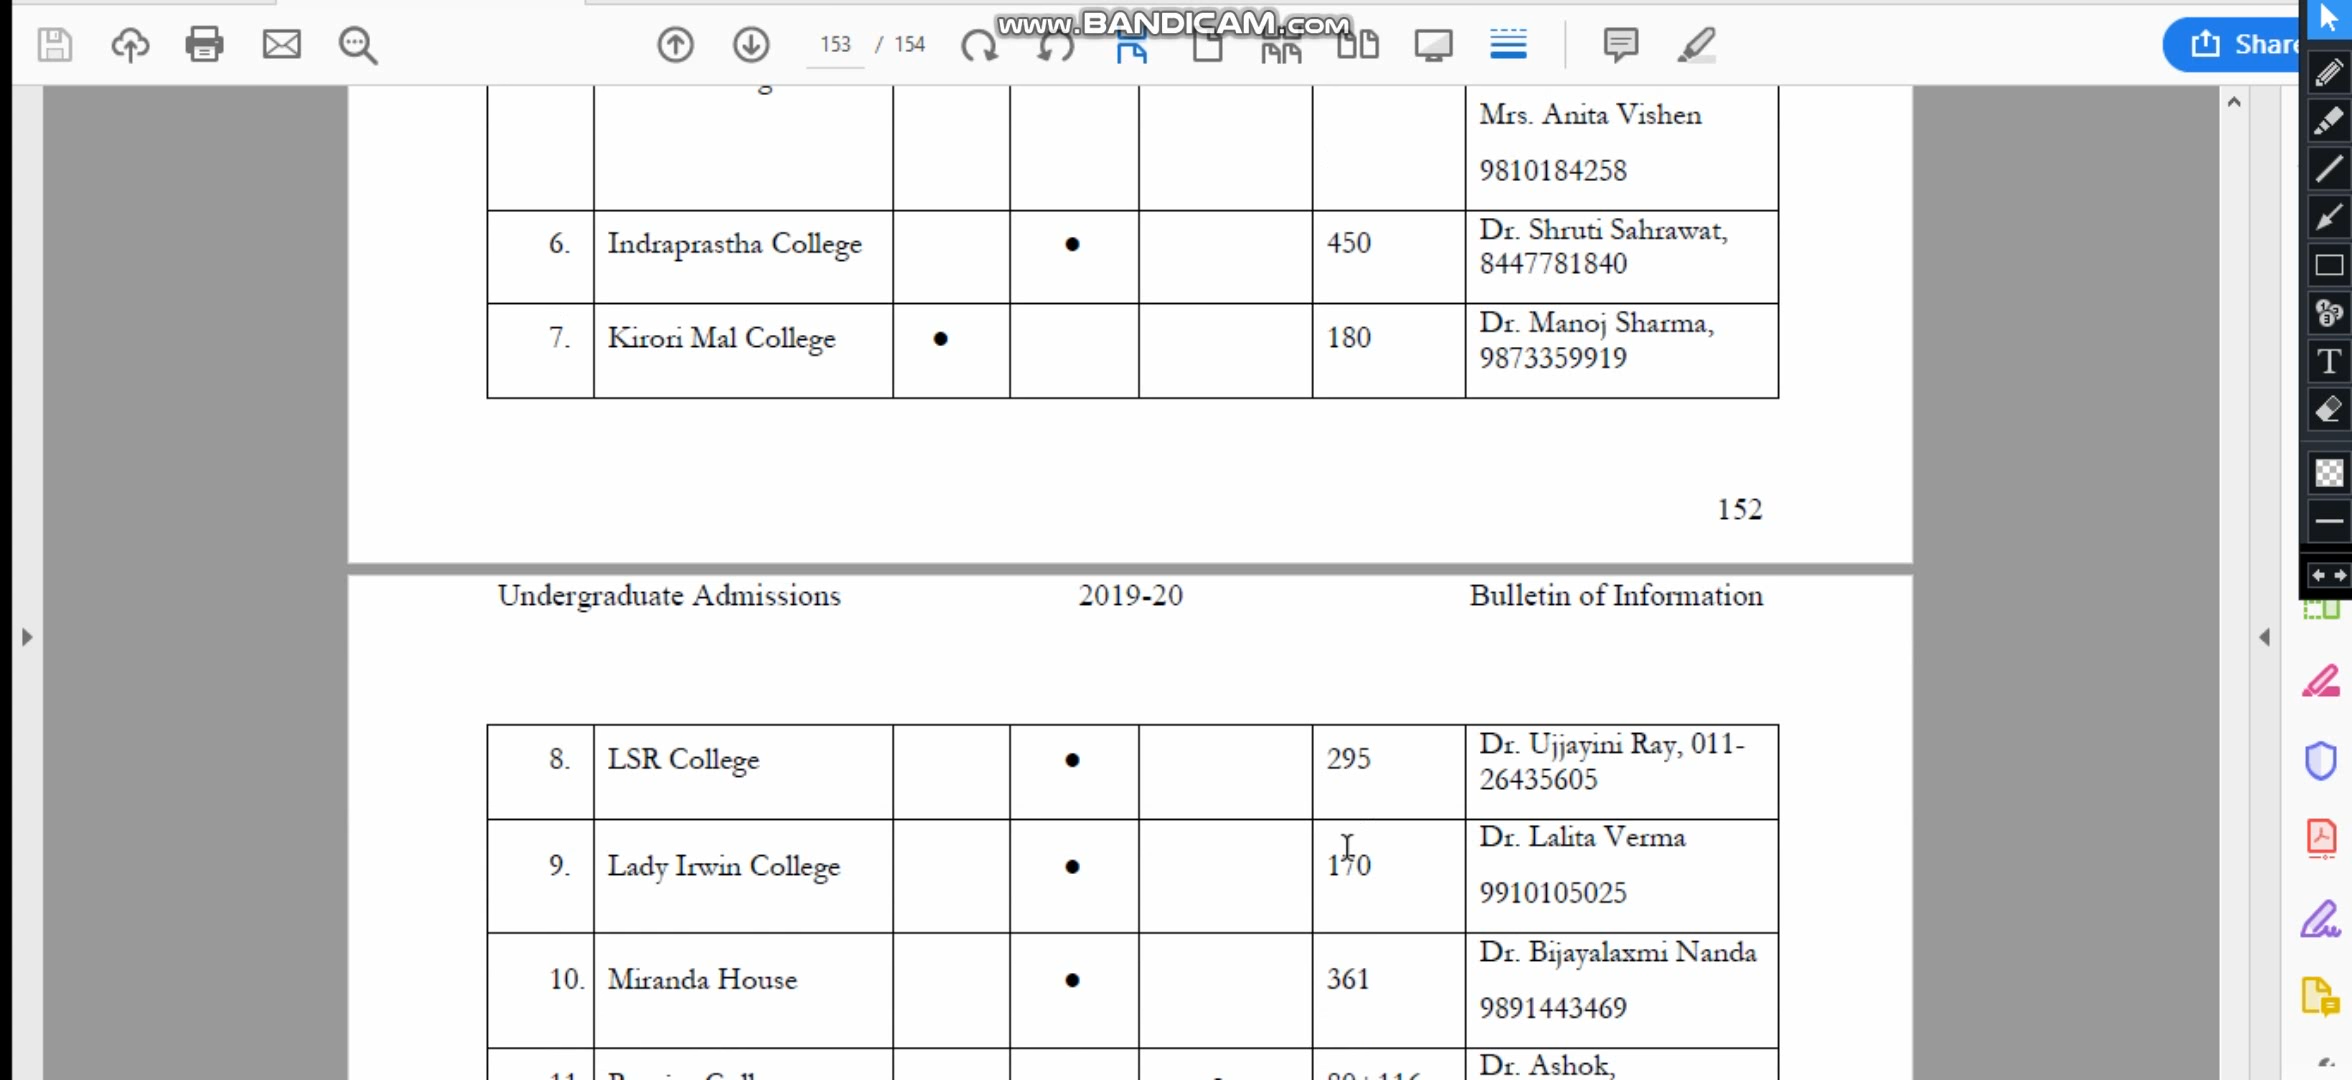 www.BANDICAM.com
153 / 154
Share
Mrs. Anita Vishen
9810184258
6. Indraprastha College ● 450 Dr. Shruti Sahrawat,
8447781840
7. Kirori Mal College ● 180 Dr. Manoj Sharma,
9873359919
152
Undergraduate Admissions 2019-20 Bulletin of Information
8. LSR College ● 295 Dr. Ujjayini Ray, 011-
26435605
9. Lady Irwin College ● 170 Dr. Lalita Verma
9910105025
10. Miranda House ● 361 Dr. Bijayalaxmi Nanda
9891443469
Dr. Ashok,